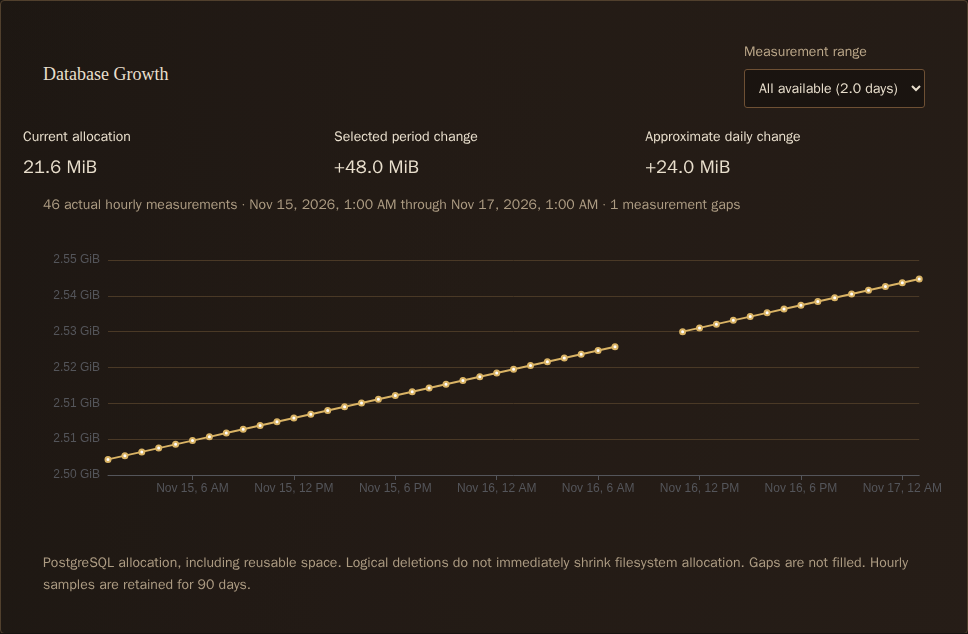 Database Growth
Measurement range
All available (2.0 days)
Current allocation
21.6 MiB
Selected period change
+48.0 MiB
Approximate daily change
+24.0 MiB
46 actual hourly measurements · Nov 15, 2026, 1:00 AM through Nov 17, 2026, 1:00 AM · 1 measurement gaps
2.55 GiB
2.54 GiB
2.53 GiB
2.52 GiB
2.51 GiB
2.51 GiB
2.50 GiB
Nov 15, 6 AM
Nov 15, 12 PM
Nov 15, 6 PM
Nov 16, 12 AM
Nov 16, 6 AM
Nov 16, 12 PM
Nov 16, 6 PM
Nov 17, 12 AM
PostgreSQL allocation, including reusable space. Logical deletions do not immediately shrink filesystem allocation. Gaps are not filled. Hourly
samples are retained for 90 days.